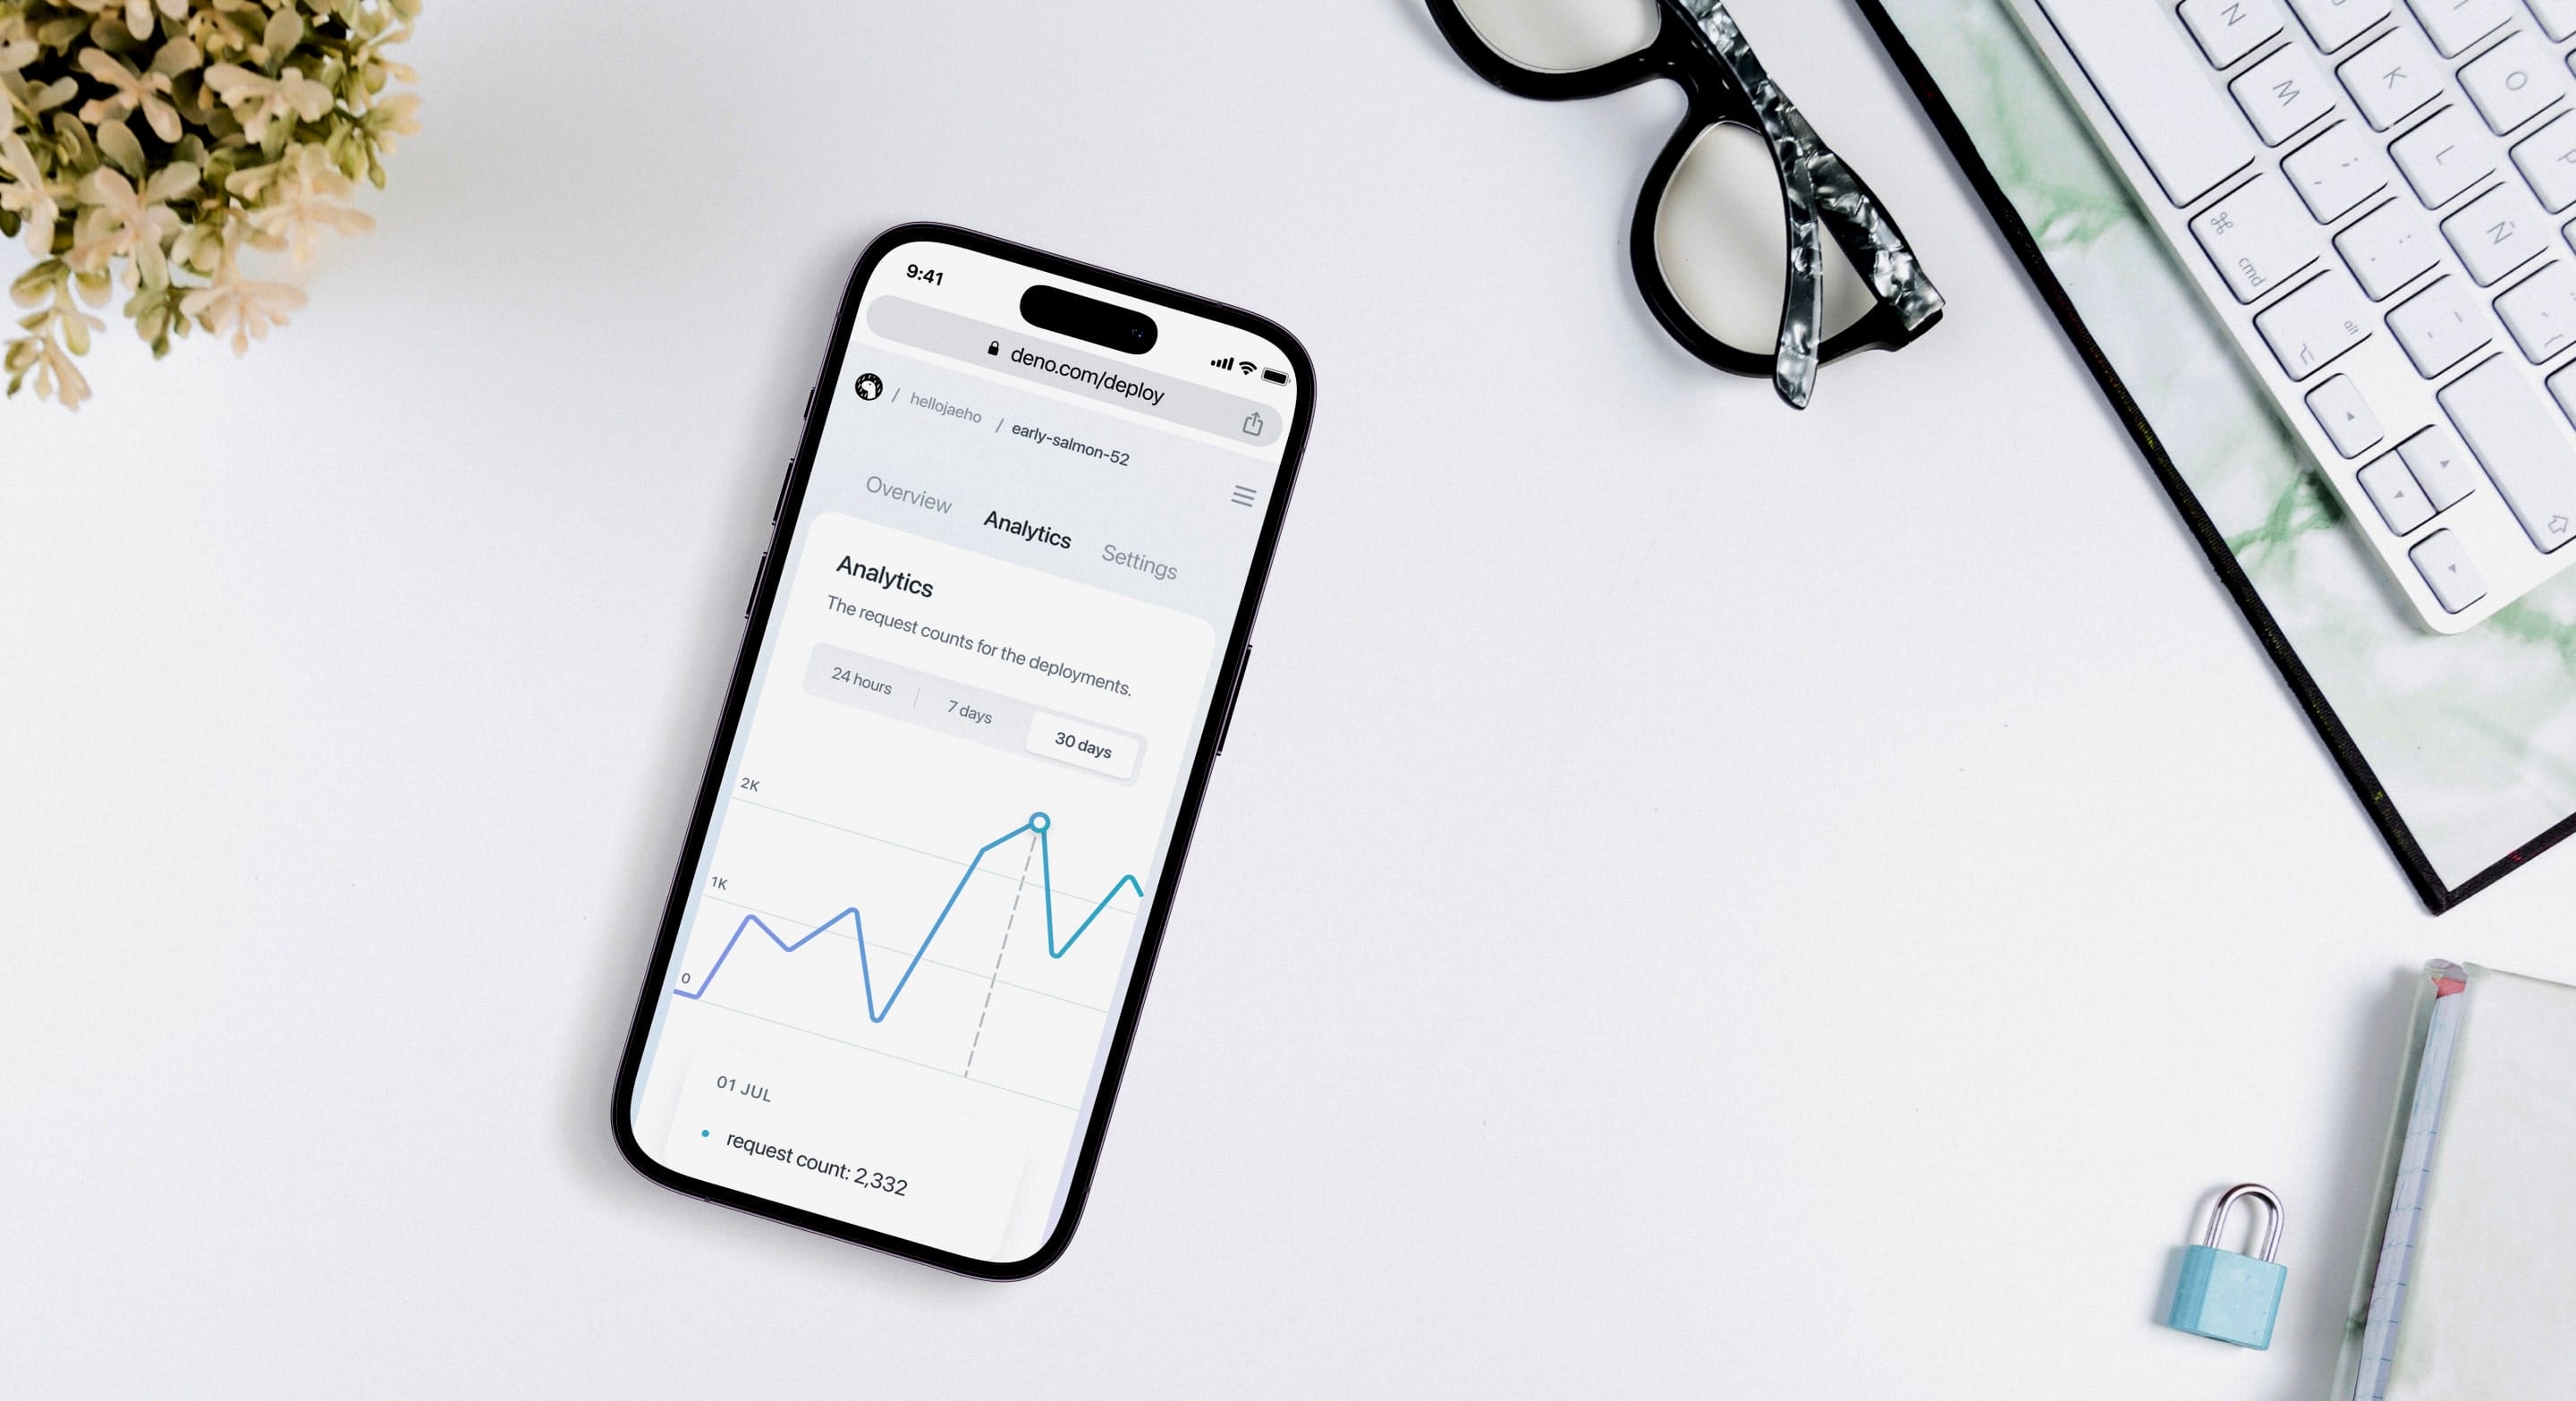 9:41
deno.com/deploy
/ hellojaeho / early-salmon-52
Overview Analytics Settings
Analytics
The request counts for the deployments.
24 hours 7 days 30 days
2K
1K
0
01 JUL
request count: 2,332
N
M
K
O
; ,
L
: .
Ñ
⌘
cmd
- _
alt